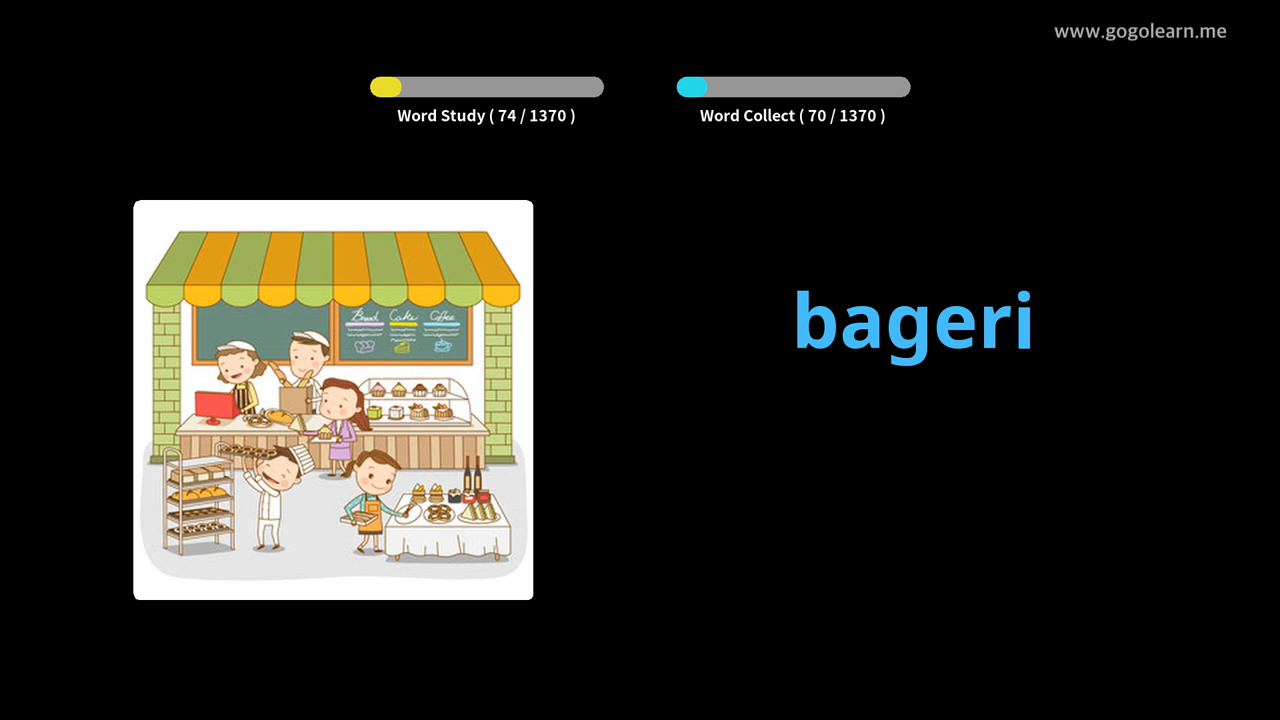 www.gogolearn.me
Word Study ( 74 / 1370 )
Word Collect ( 70 / 1370 )
Bread Cake Coffee
bageri